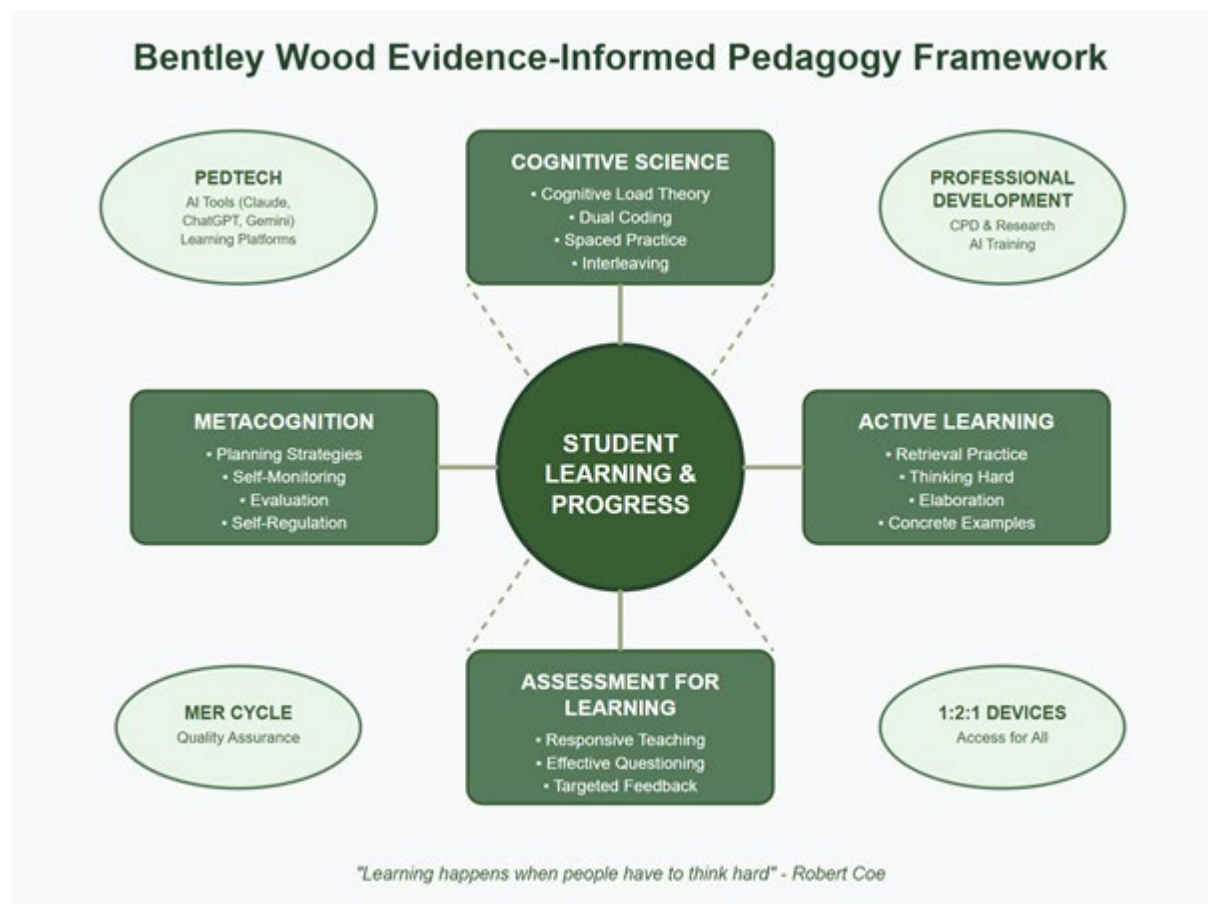 Bentley Wood Evidence-Informed Pedagogy Framework
PEDTECH
AI Tools (Claude,
ChatGPT, Gemini)
Learning Platforms
COGNITIVE SCIENCE
• Cognitive Load Theory
• Dual Coding
• Spaced Practice
• Interleaving
PROFESSIONAL
DEVELOPMENT
CPD & Research
AI Training
METACOGNITION
• Planning Strategies
• Self-Monitoring
• Evaluation
• Self-Regulation
STUDENT
LEARNING &
PROGRESS
ACTIVE LEARNING
• Retrieval Practice
• Thinking Hard
• Elaboration
• Concrete Examples
MER CYCLE
Quality Assurance
ASSESSMENT FOR
LEARNING
• Responsive Teaching
• Effective Questioning
• Targeted Feedback
1:2:1 DEVICES
Access for All
"Learning happens when people have to think hard" - Robert Coe